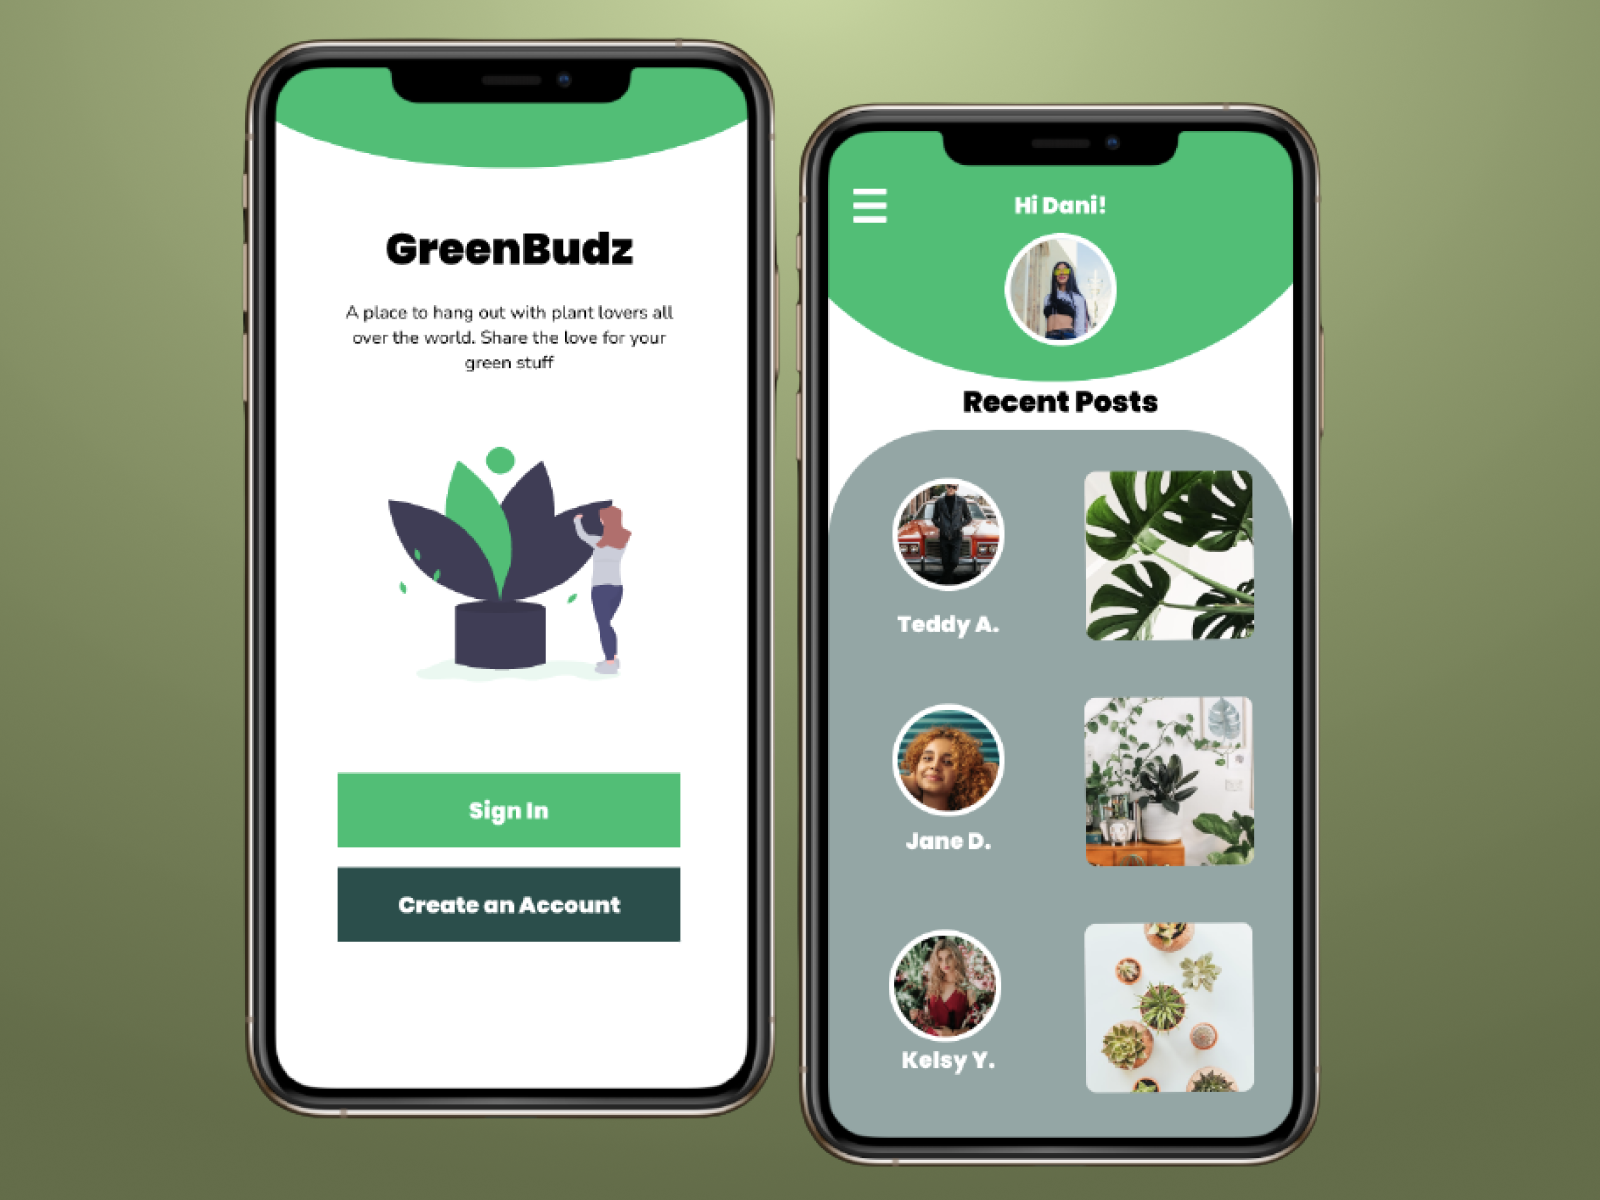 GreenBudz
A place to hang out with plant lovers all
over the world. Share the love for your
green stuff
Sign In
Create an Account
Hi Dani!
Recent Posts
Teddy A.
Jane D.
Kelsy Y.